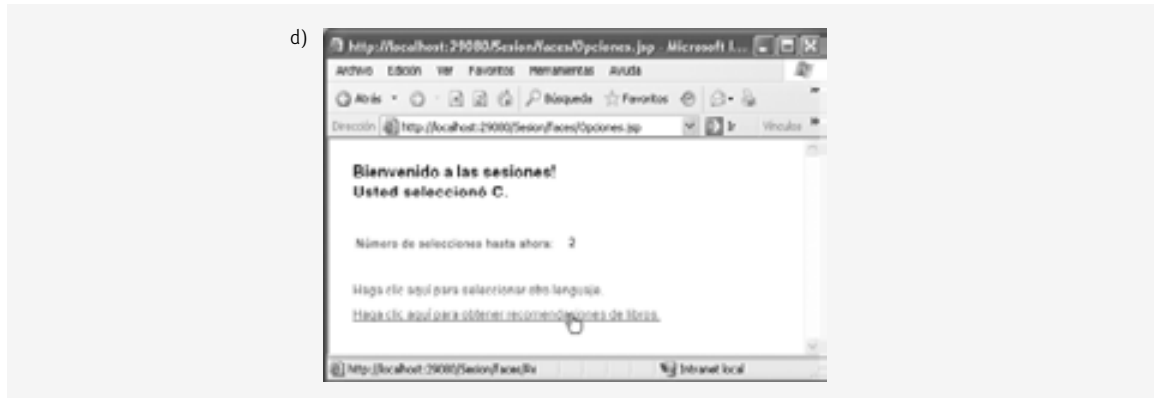 d)
http://localhost:29080/Sesion/faces/Opciones.jsp - Microsoft I...
Archivo Edición Ver Favoritos Herramientas Ayuda
Atrás Búsqueda Favoritos
Dirección http://localhost:29080/Sesion/faces/Opciones.jsp Ir Vínculos »
Bienvenido a las sesiones!
Usted seleccionó C.
Número de selecciones hasta ahora: 2
Haga clic aquí para seleccionar otro lenguaje.
Haga clic aquí para obtener recomendaciones de libros.
http://localhost:29080/Sesion/faces/Re Intranet local